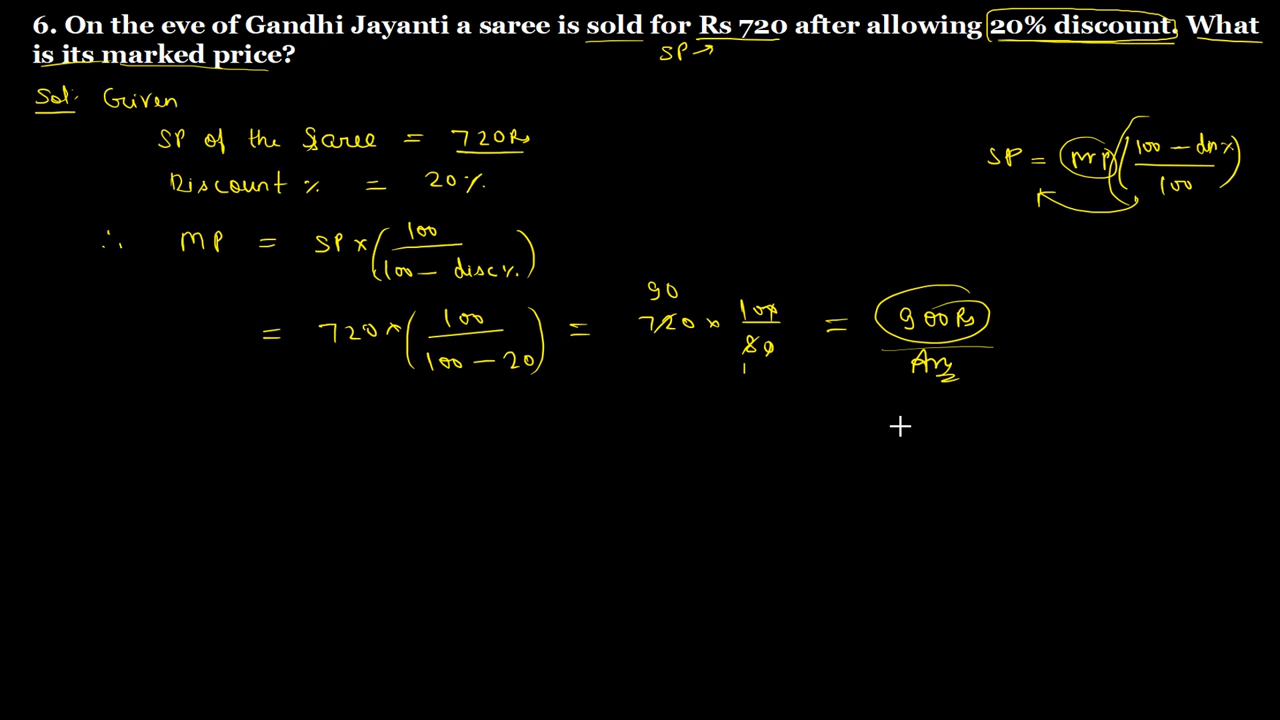 6. On the eve of Gandhi Jayanti a saree is sold for Rs 720 after allowing 20% discount. What
is its marked price?
SP →
Sol: Given
SP of the Saree = 720 Rs
Discount % = 20%
SP = MP (100 - dis% / 100)
∴ MP = SP × (100 / 100 - disc%)
= 720 × (100 / 100 - 20) = 720 × 100 / 80 = 900 Rs
90
1
Ans